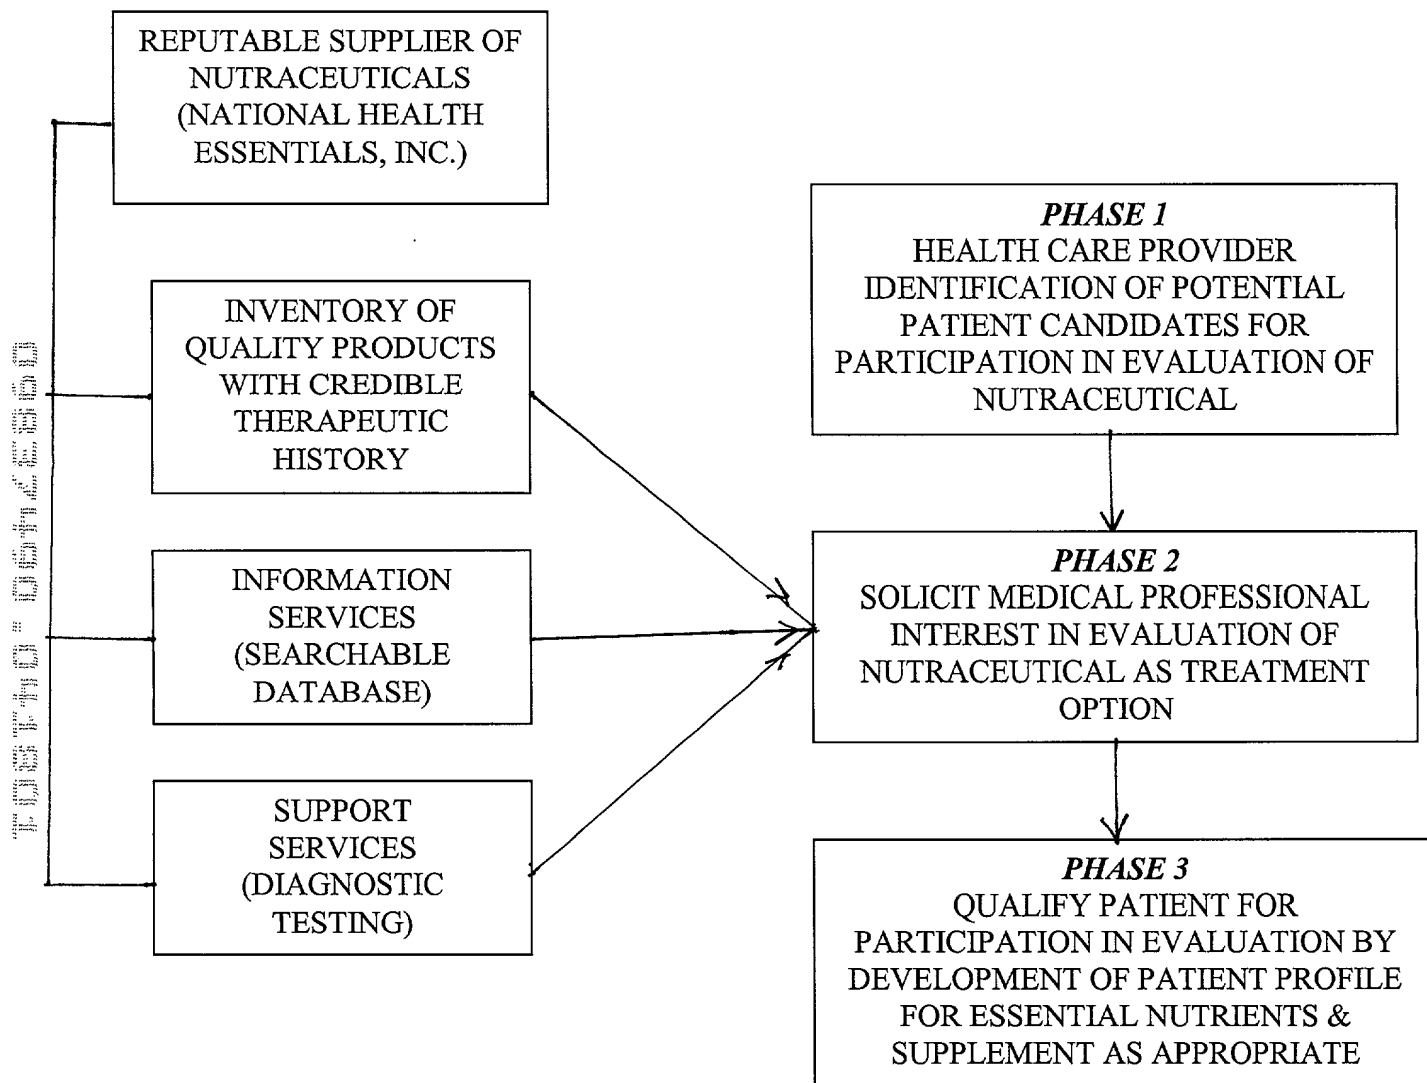 REPUTABLE SUPPLIER OF
NUTRACEUTICALS
(NATIONAL HEALTH
ESSENTIALS, INC.)
INVENTORY OF
QUALITY PRODUCTS
WITH CREDIBLE
THERAPEUTIC
HISTORY
INFORMATION
SERVICES
(SEARCHABLE
DATABASE)
SUPPORT
SERVICES
(DIAGNOSTIC
TESTING)
PHASE 1
HEALTH CARE PROVIDER
IDENTIFICATION OF POTENTIAL
PATIENT CANDIDATES FOR
PARTICIPATION IN EVALUATION OF
NUTRACEUTICAL
PHASE 2
SOLICIT MEDICAL PROFESSIONAL
INTEREST IN EVALUATION OF
NUTRACEUTICAL AS TREATMENT
OPTION
PHASE 3
QUALIFY PATIENT FOR
PARTICIPATION IN EVALUATION BY
DEVELOPMENT OF PATIENT PROFILE
FOR ESSENTIAL NUTRIENTS &
SUPPLEMENT AS APPROPRIATE